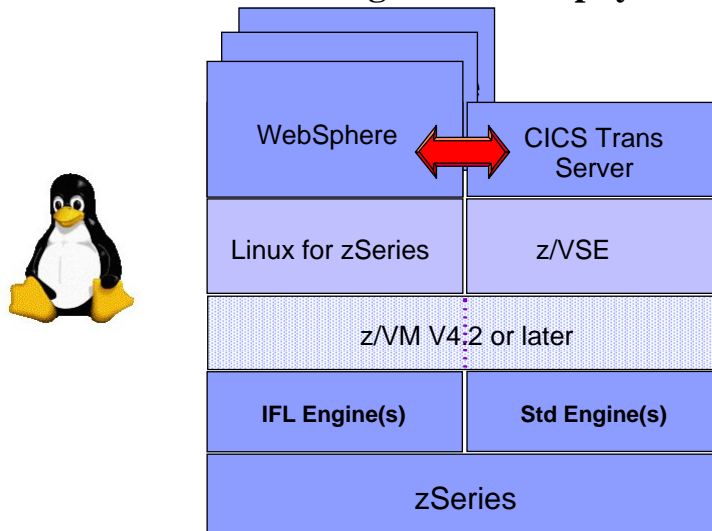 WebSphere
CICS Trans
Server
Linux for zSeries
z/VSE
z/VM V4.2 or later
IFL Engine(s)
Std Engine(s)
zSeries